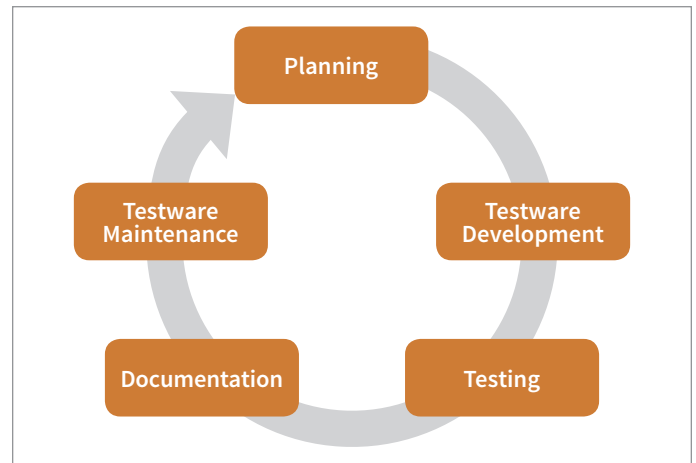 Planning
Testware
Development
Testing
Documentation
Testware
Maintenance